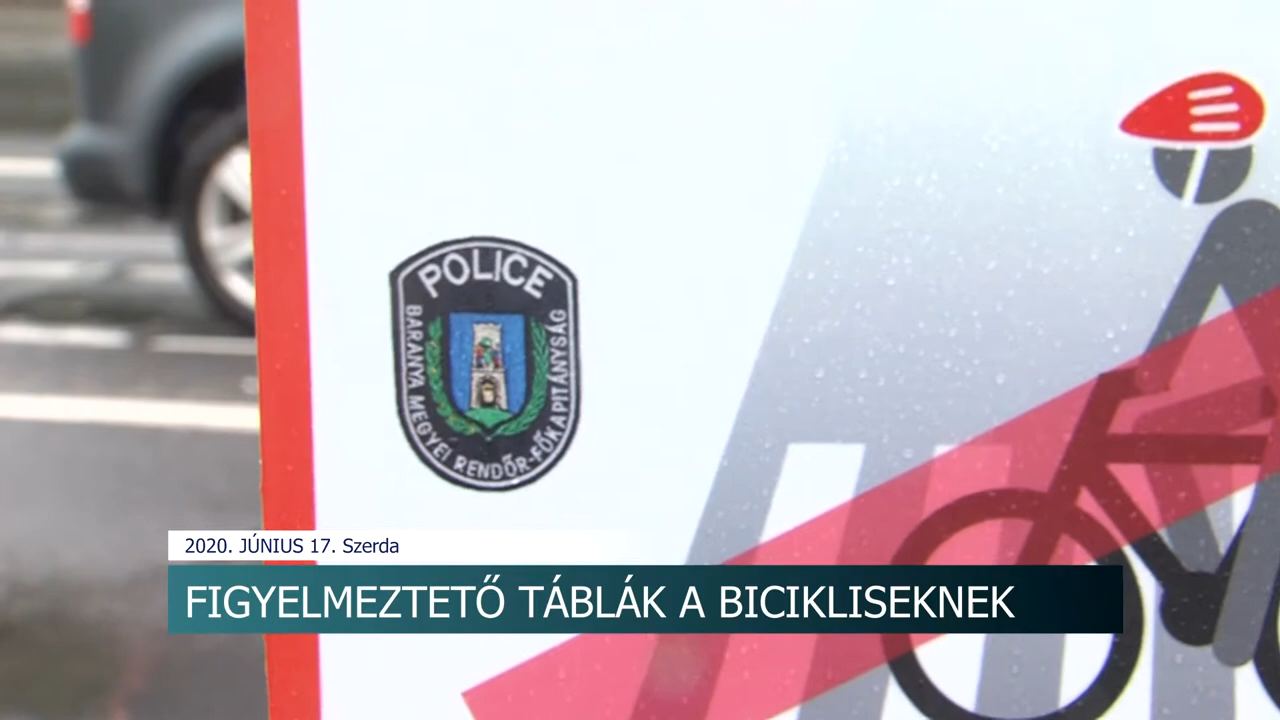 POLICE
BARANYA MEGYEI RENDŐR-FŐKAPITÁNYSÁG
2020. JÚNIUS 17. Szerda
FIGYELMEZTETŐ TÁBLÁK A BICIKLISEKNEK